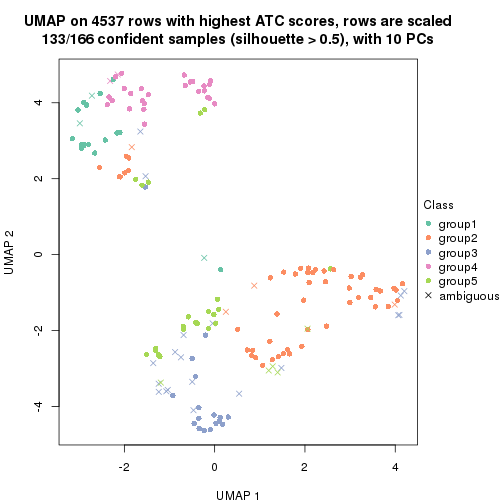 UMAP on 4537 rows with highest ATC scores, rows are scaled
133/166 confident samples (silhouette > 0.5), with 10 PCs
4
2
0
-2
-4
UMAP 2
-2
0
2
4
UMAP 1
Class
group1
group2
group3
group4
group5
ambiguous